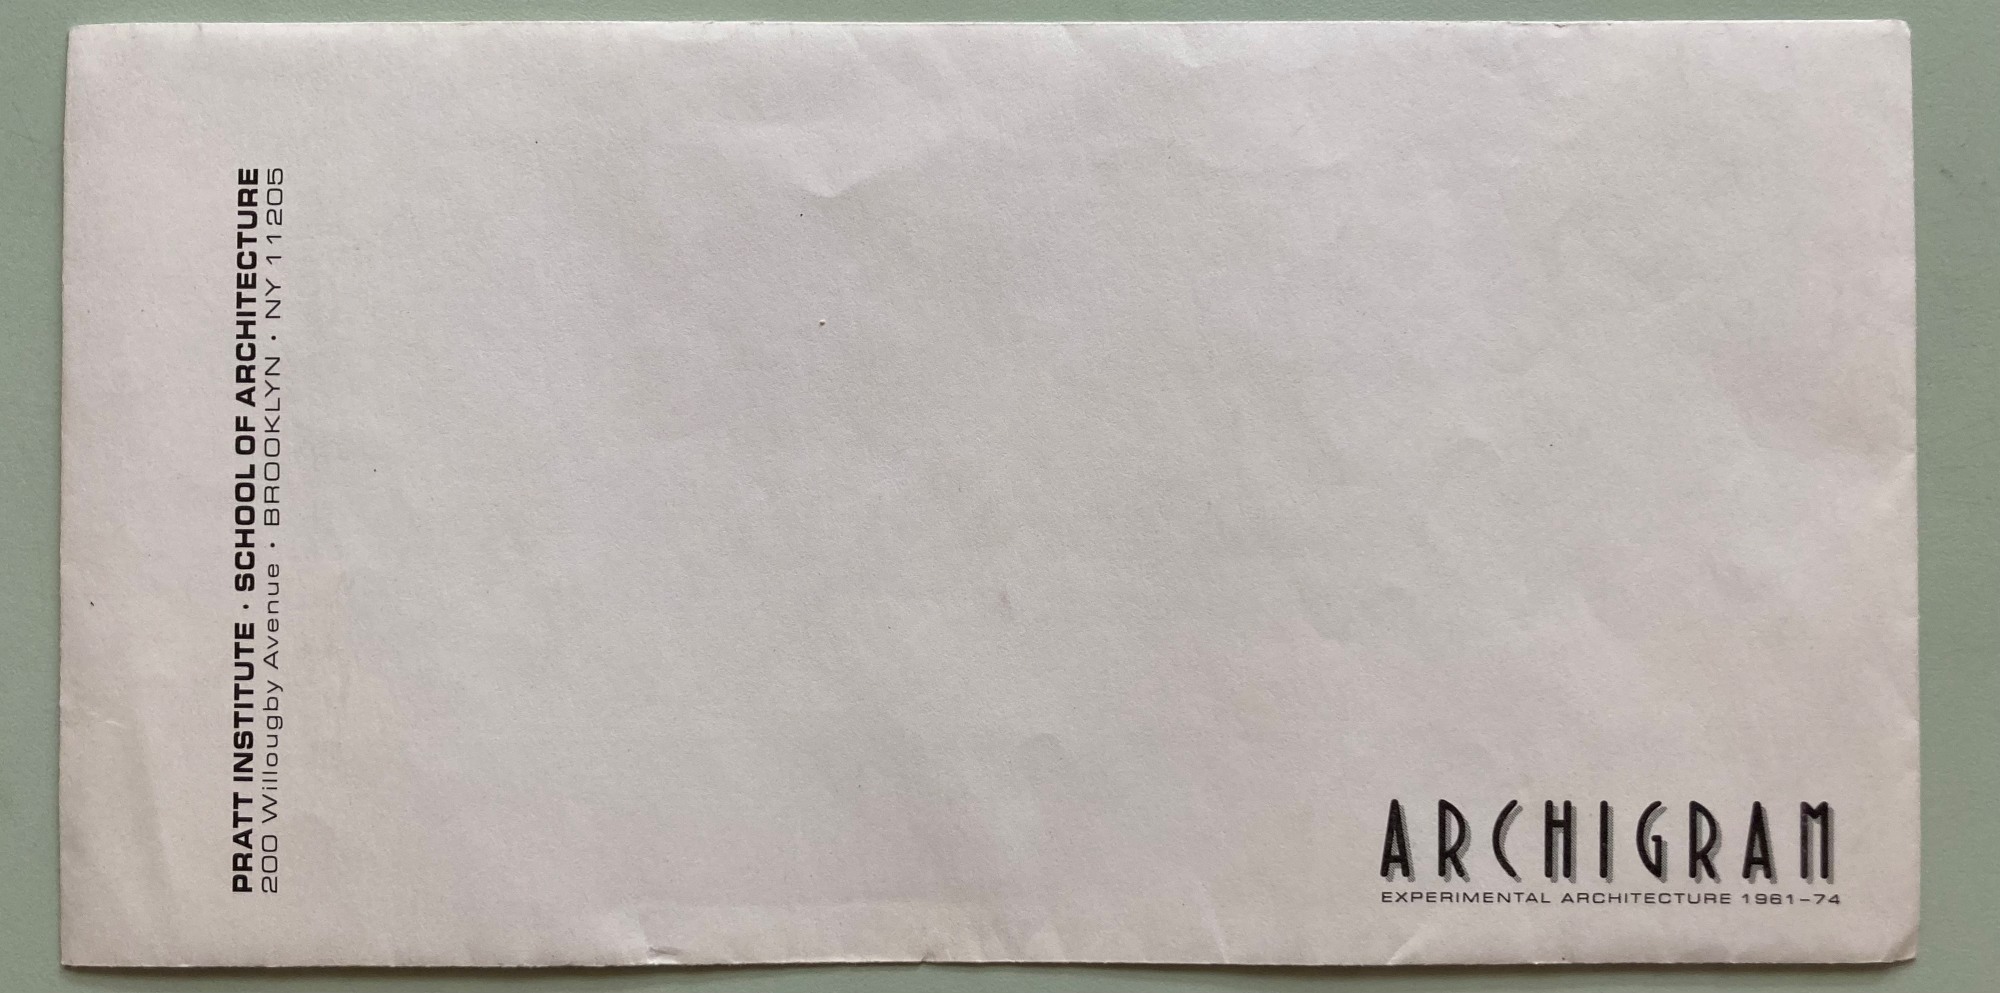 PRATT INSTITUTE · SCHOOL OF ARCHITECTURE
200 Willougby Avenue · BROOKLYN · NY 11205
ARCHIGRAM
EXPERIMENTAL ARCHITECTURE 1961–74